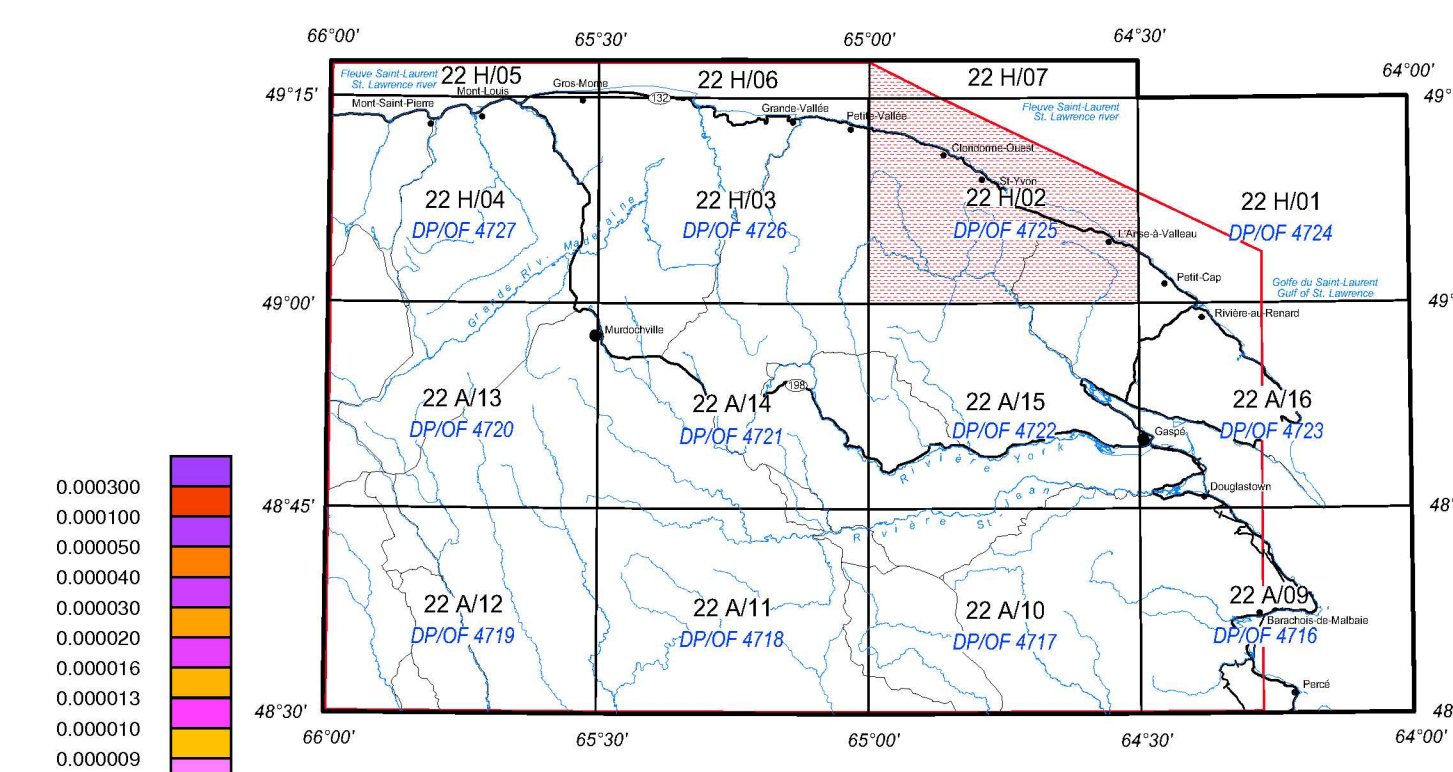 66°00'
65°30'
65°00'
64°30'
64°00'
49°15'
49°
Fleuve Saint-Laurent
St. Lawrence river
22 H/05
22 H/06
22 H/07
Mont-Saint-Pierre
Mont-Louis
Gros-Morne
132
Grande-Vallée
Petite-Vallée
Fleuve Saint-Laurent
St. Lawrence river
Cloridorme-Ouest
St-Yvon
22 H/04
DP/OF 4727
22 H/03
DP/OF 4726
22 H/02
DP/OF 4725
22 H/01
DP/OF 4724
L'Anse-à-Valleau
Grande Riv. Madeleine
Petit-Cap
Golfe du Saint-Laurent
Gulf of St. Lawrence
49°00'
49°
Rivière-au-Renard
Murdochville
198
22 A/13
DP/OF 4720
22 A/14
DP/OF 4721
22 A/15
DP/OF 4722
22 A/16
DP/OF 4723
Gaspé
Rivière York
Douglastown
Rivière St Jean
48°45'
48°
22 A/12
DP/OF 4719
22 A/11
DP/OF 4718
22 A/10
DP/OF 4717
22 A/09
DP/OF 4716
Barachois-de-Malbaie
Percé
48°30'
48
66°00'
65°30'
65°00'
64°30'
64°00'
0.000300
0.000100
0.000050
0.000040
0.000030
0.000020
0.000016
0.000013
0.000010
0.000009